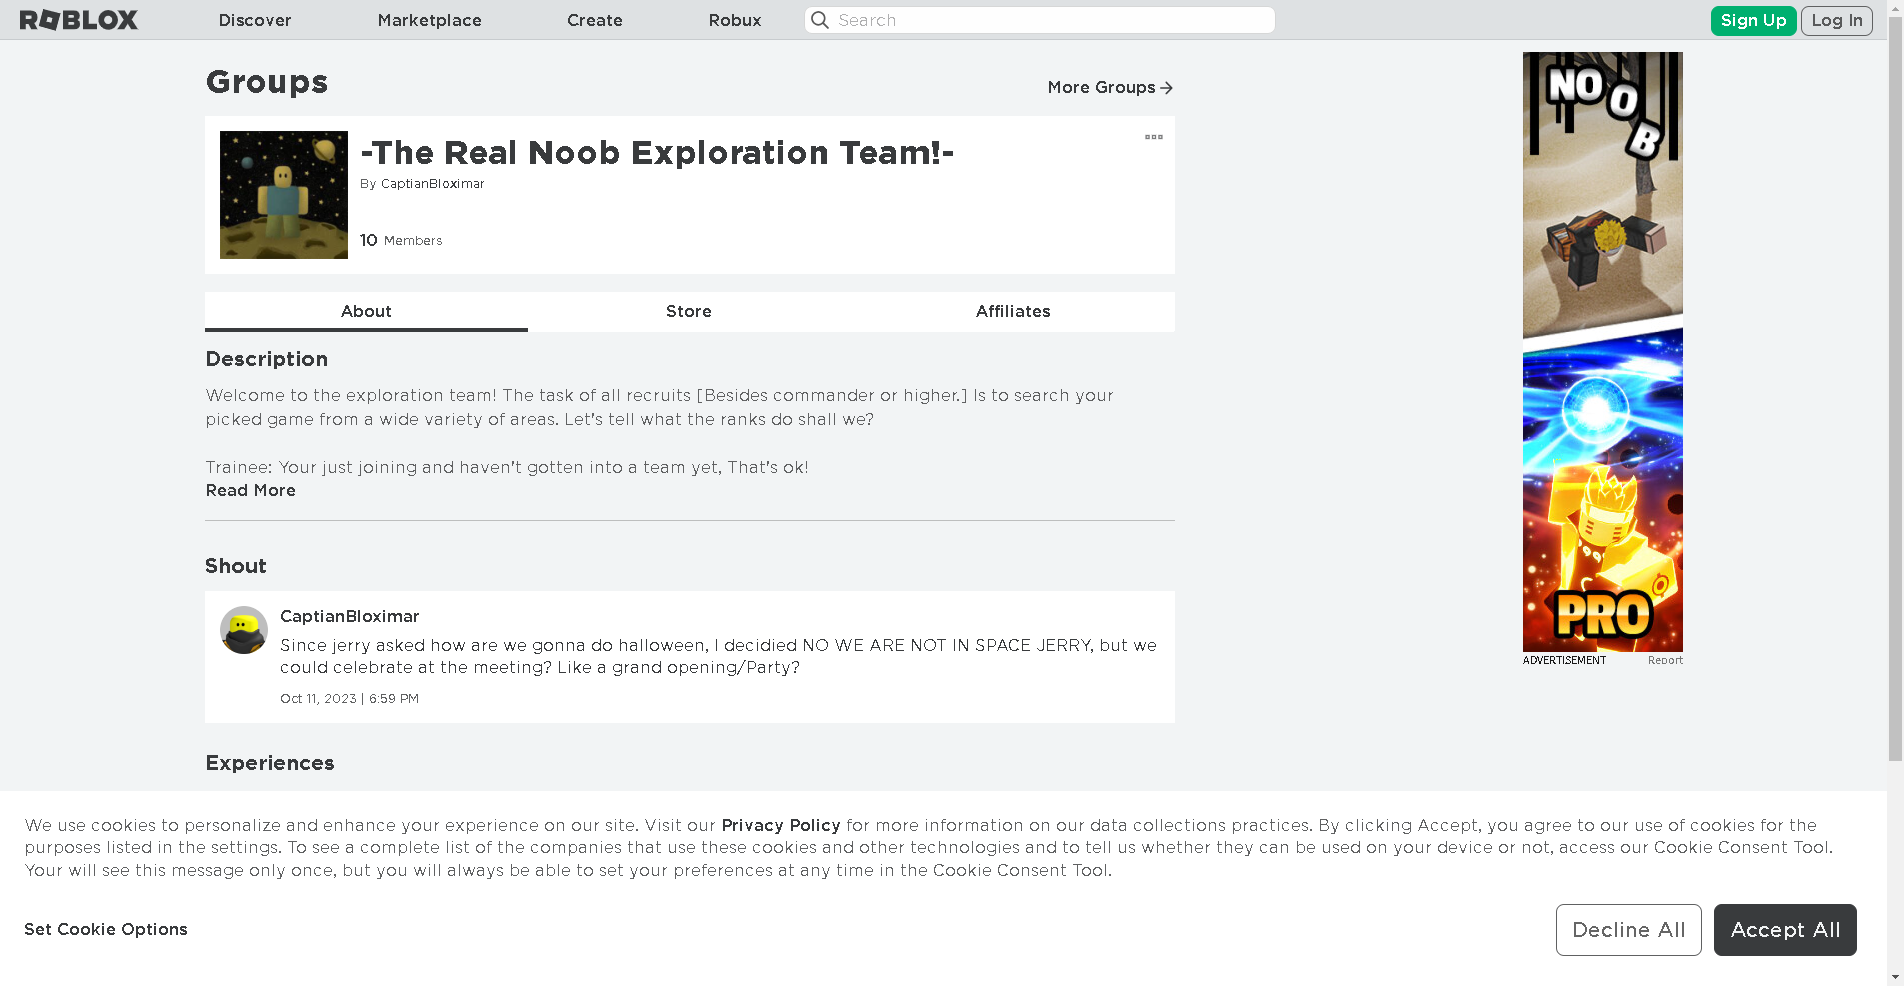 ROBLOX
Discover
Marketplace
Create
Robux
Search
Sign Up
Log In
Groups
More Groups
-The Real Noob Exploration Team!-
By CaptianBloximar
10 Members
About
Store
Affiliates
Description
Welcome to the exploration team! The task of all recruits [Besides commander or higher.] Is to search your
picked game from a wide variety of areas. Let's tell what the ranks do shall we?
Trainee: Your just joining and haven't gotten into a team yet, That's ok!
Read More
Shout
CaptianBloximar
Since jerry asked how are we gonna do halloween, I decidied NO WE ARE NOT IN SPACE JERRY, but we
could celebrate at the meeting? Like a grand opening/Party?
Oct 11, 2023 | 6:59 PM
Experiences
NOOB
PRO
ADVERTISEMENT
Report
We use cookies to personalize and enhance your experience on our site. Visit our Privacy Policy for more information on our data collections practices. By clicking Accept, you agree to our use of cookies for the
purposes listed in the settings. To see a complete list of the companies that use these cookies and other technologies and to tell us whether they can be used on your device or not, access our Cookie Consent Tool.
Your will see this message only once, but you will always be able to set your preferences at any time in the Cookie Consent Tool.
Set Cookie Options
Decline All
Accept All